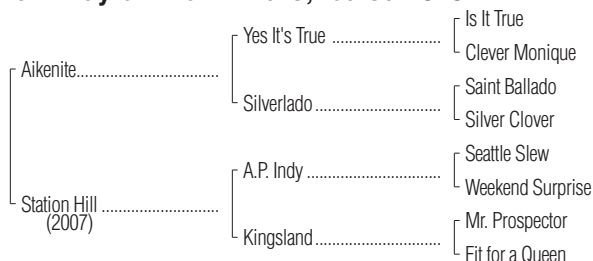 Is It True
Yes It's True
Clever Monique
Aikenite
Saint Ballado
Silverlado
Silver Clover
Seattle Slew
A.P. Indy
Weekend Surprise
Station Hill
(2007)
Mr. Prospector
Kingsland
Fit for a Queen